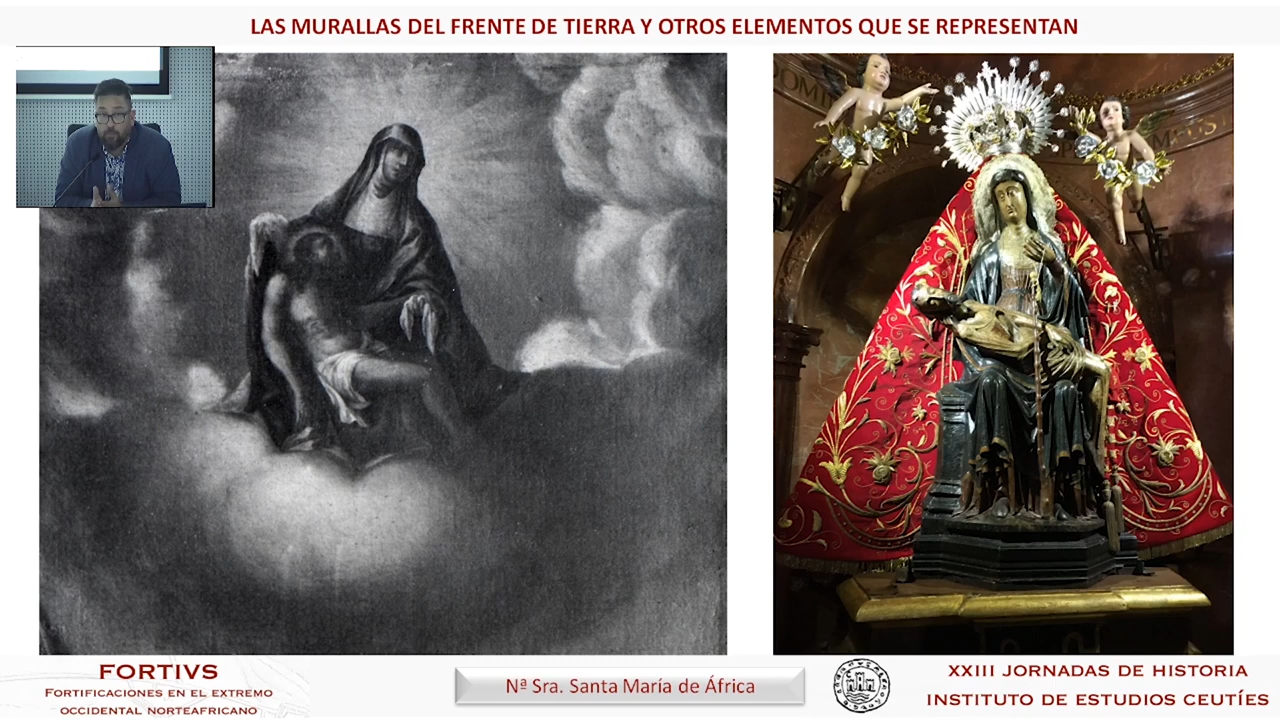 LAS MURALLAS DEL FRENTE DE TIERRA Y OTROS ELEMENTOS QUE SE REPRESENTAN
FORTIVS
FORTIFICACIONES EN EL EXTREMO
OCCIDENTAL NORTEAFRICANO
Nª Sra. Santa María de África
XXIII JORNADAS DE HISTORIA
INSTITUTO DE ESTUDIOS CEUTÍES